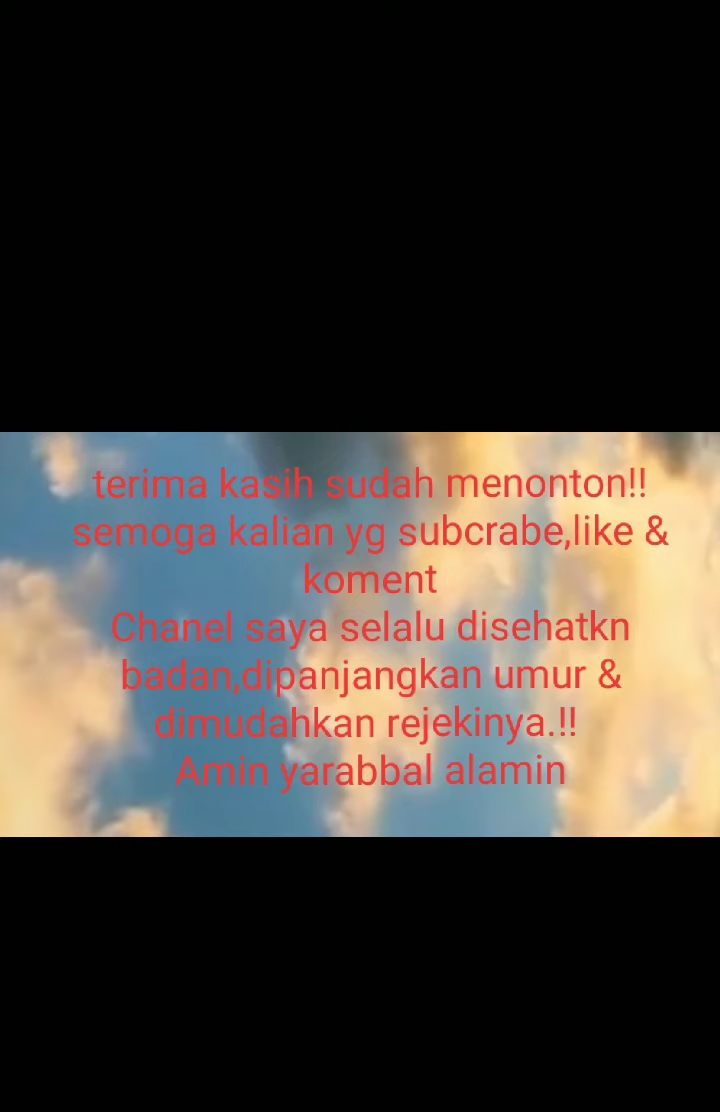 terima kasih sudah menonton!!
semoga kalian yg subcrabe,like &
koment
Chanel saya selalu disehatkn
badan,dipanjangkan umur &
dimudahkan rejekinya.!!
Amin yarabbal alamin